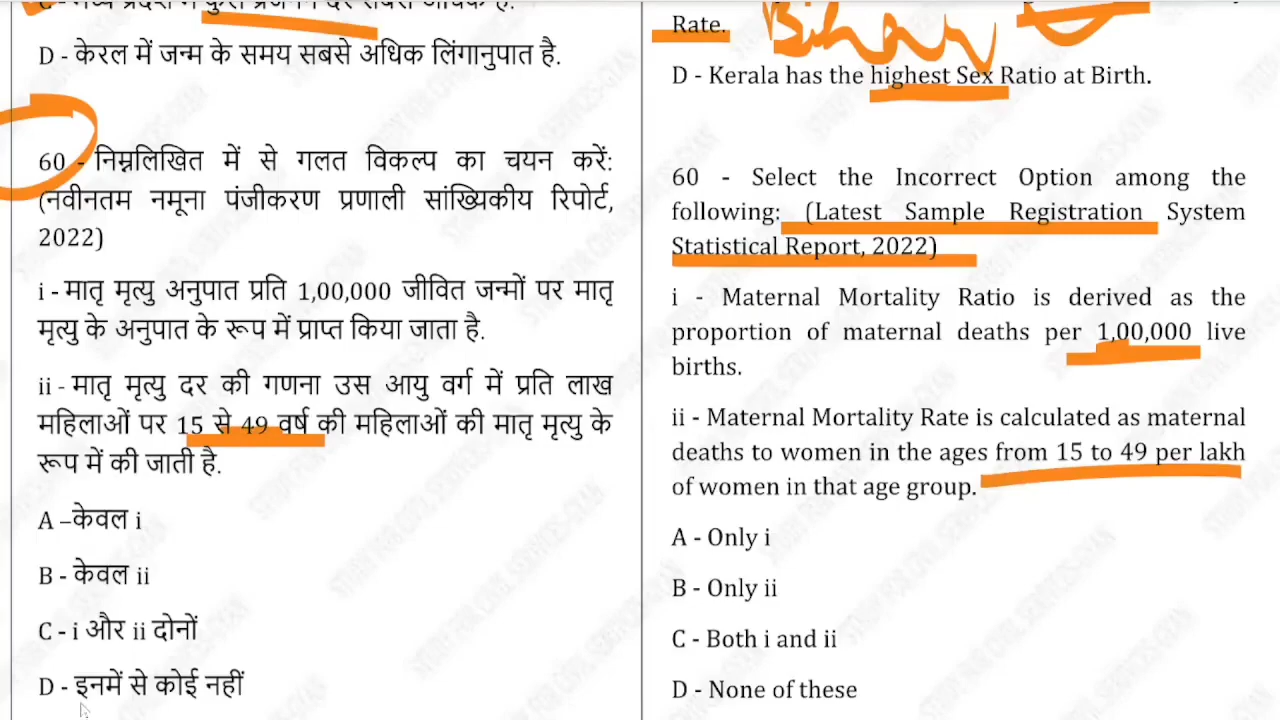 D - केरल में जन्म के समय सबसे अधिक लिंगानुपात है.
60 - निम्नलिखित में से गलत विकल्प का चयन करें:
(नवीनतम नमूना पंजीकरण प्रणाली सांख्यिकीय रिपोर्ट,
2022)
i - मातृ मृत्यु अनुपात प्रति 1,00,000 जीवित जन्मों पर मातृ
मृत्यु के अनुपात के रूप में प्राप्त किया जाता है.
ii - मातृ मृत्यु दर की गणना उस आयु वर्ग में प्रति लाख
महिलाओं पर 15 से 49 वर्ष की महिलाओं की मातृ मृत्यु के
रूप में की जाती है.
A –केवल i
B - केवल ii
C - i और ii दोनों
D - इनमें से कोई नहीं
Rate.
Bihar
D - Kerala has the highest Sex Ratio at Birth.
60 - Select the Incorrect Option among the
following: (Latest Sample Registration System
Statistical Report, 2022)
i - Maternal Mortality Ratio is derived as the
proportion of maternal deaths per 1,00,000 live
births.
ii - Maternal Mortality Rate is calculated as maternal
deaths to women in the ages from 15 to 49 per lakh
of women in that age group.
A - Only i
B - Only ii
C - Both i and ii
D - None of these